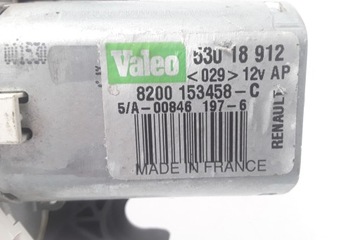 Valeo 530 18 912
<029> 12v AP
8200 153458-C
5/A-00846 197-6
RENAULT
MADE IN FRANCE